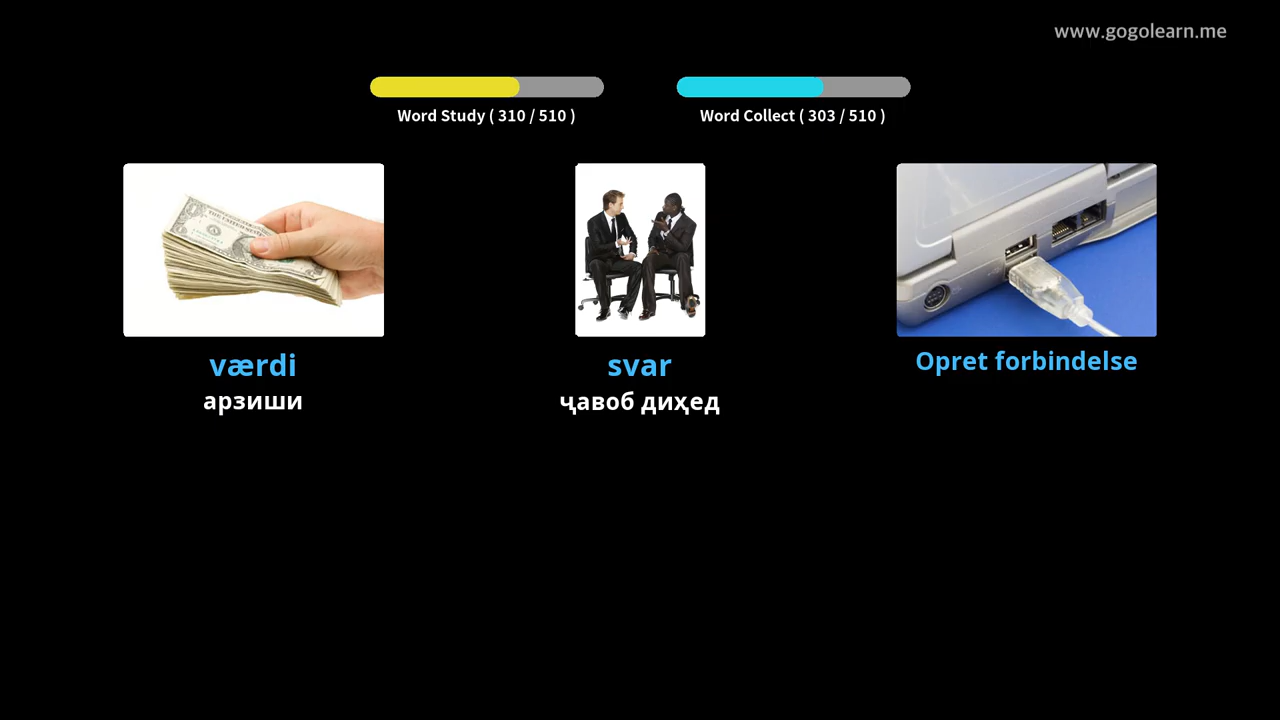 www.gogolearn.me
Word Study ( 310 / 510 )
Word Collect ( 303 / 510 )
værdi
арзиши
svar
ҷавоб диҳед
Opret forbindelse